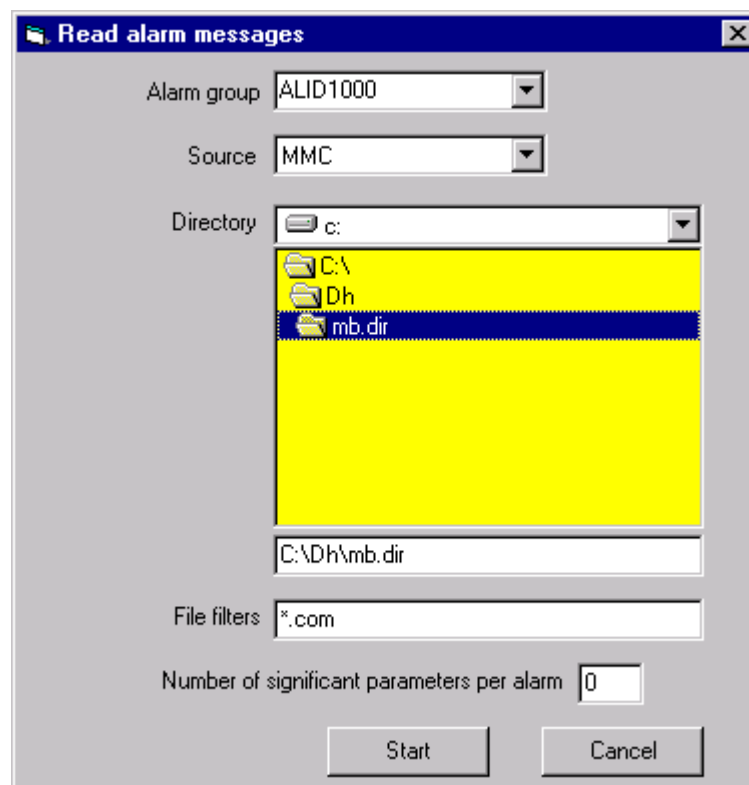 Read alarm messages
Alarm group ALID1000
Source MMC
Directory c:
C:\
Dh
mb.dir
C:\Dh\mb.dir
File filters *.com
Number of significant parameters per alarm 0
Start Cancel